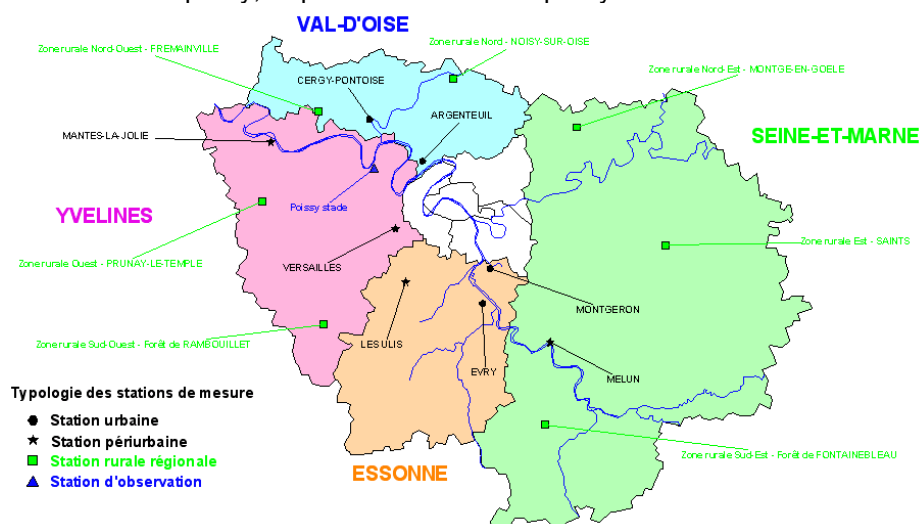 VAL-D'OISE
Zone rurale Nord-Ouest - FREMAINVILLE
Zone rurale Nord - NOISY-SUR-OISE
Zone rurale Nord-Est - MONTGE-EN-GOELE
CERGY-PONTOISE
ARGENTEUIL
MANTES-LA-JOLIE
SEINE-ET-MARNE
Poissy stade
YVELINES
VERSAILLES
Zone rurale Ouest - PRUNAY-LE-TEMPLE
Zone rurale Est - SAINTS
MONTGERON
Zone rurale Sud-Ouest - Forêt de RAMBOUILLET
LES ULIS
EVRY
MELUN
Typologie des stations de mesure
Station urbaine
Station périurbaine
Station rurale régionale
Station d'observation
Zone rurale Sud-Est - Forêt de FONTAINEBLEAU
ESSONNE